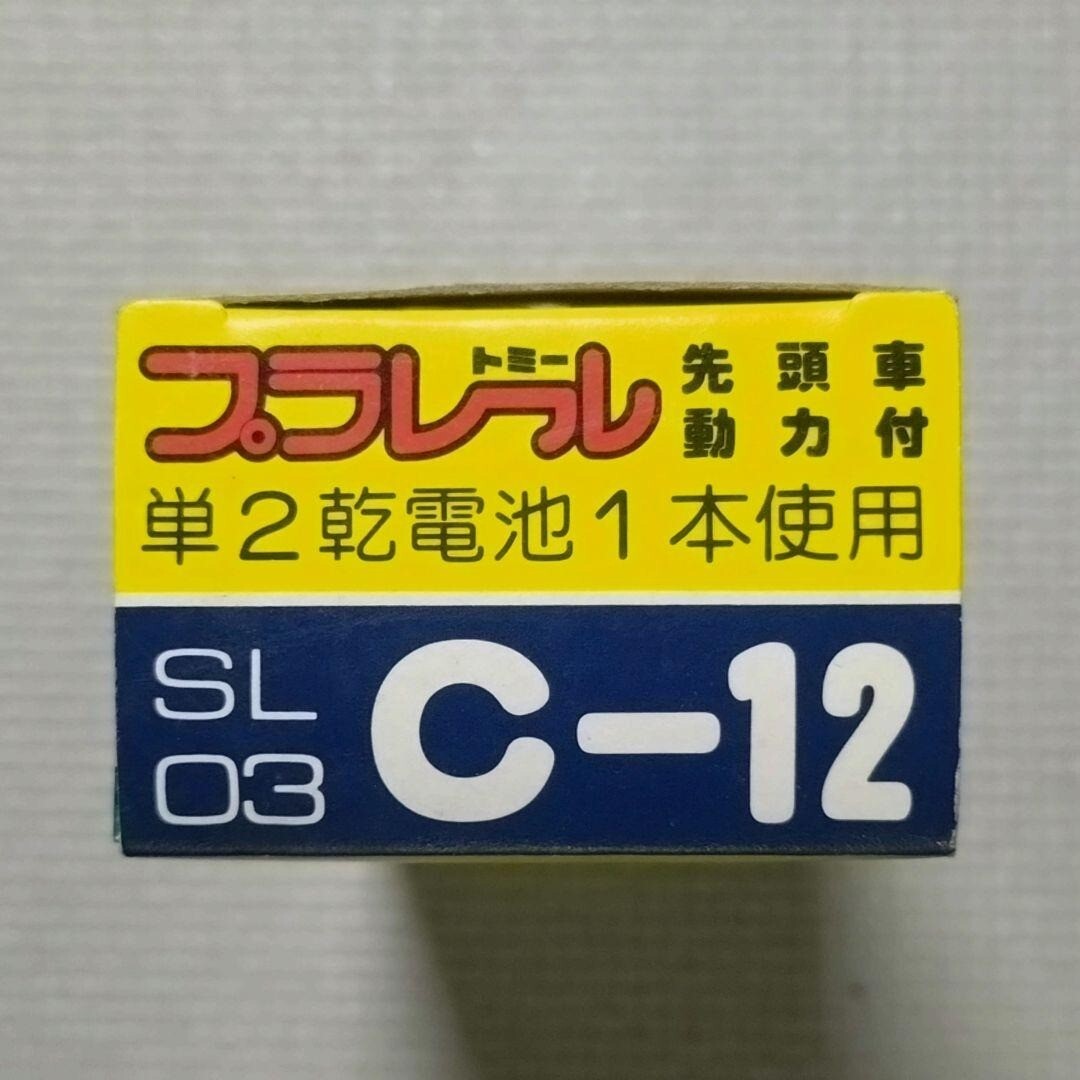 トミー
プラレール
先頭車
動力付
単2乾電池1本使用
SL
03
C-12